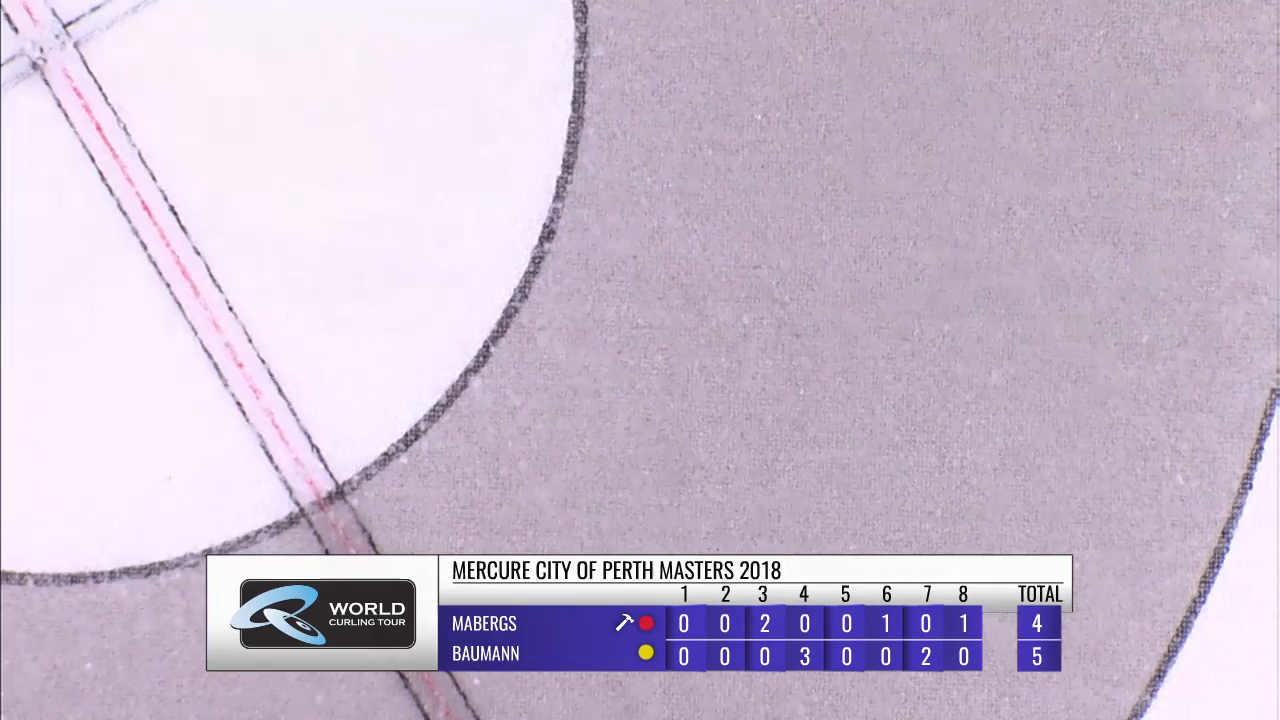 MERCURE CITY OF PERTH MASTERS 2018
1 2 3 4 5 6 7 8 TOTAL
WORLD
CURLING TOUR
MABERGS 0 0 2 0 0 1 0 1 4
BAUMANN 0 0 0 3 0 0 2 0 5